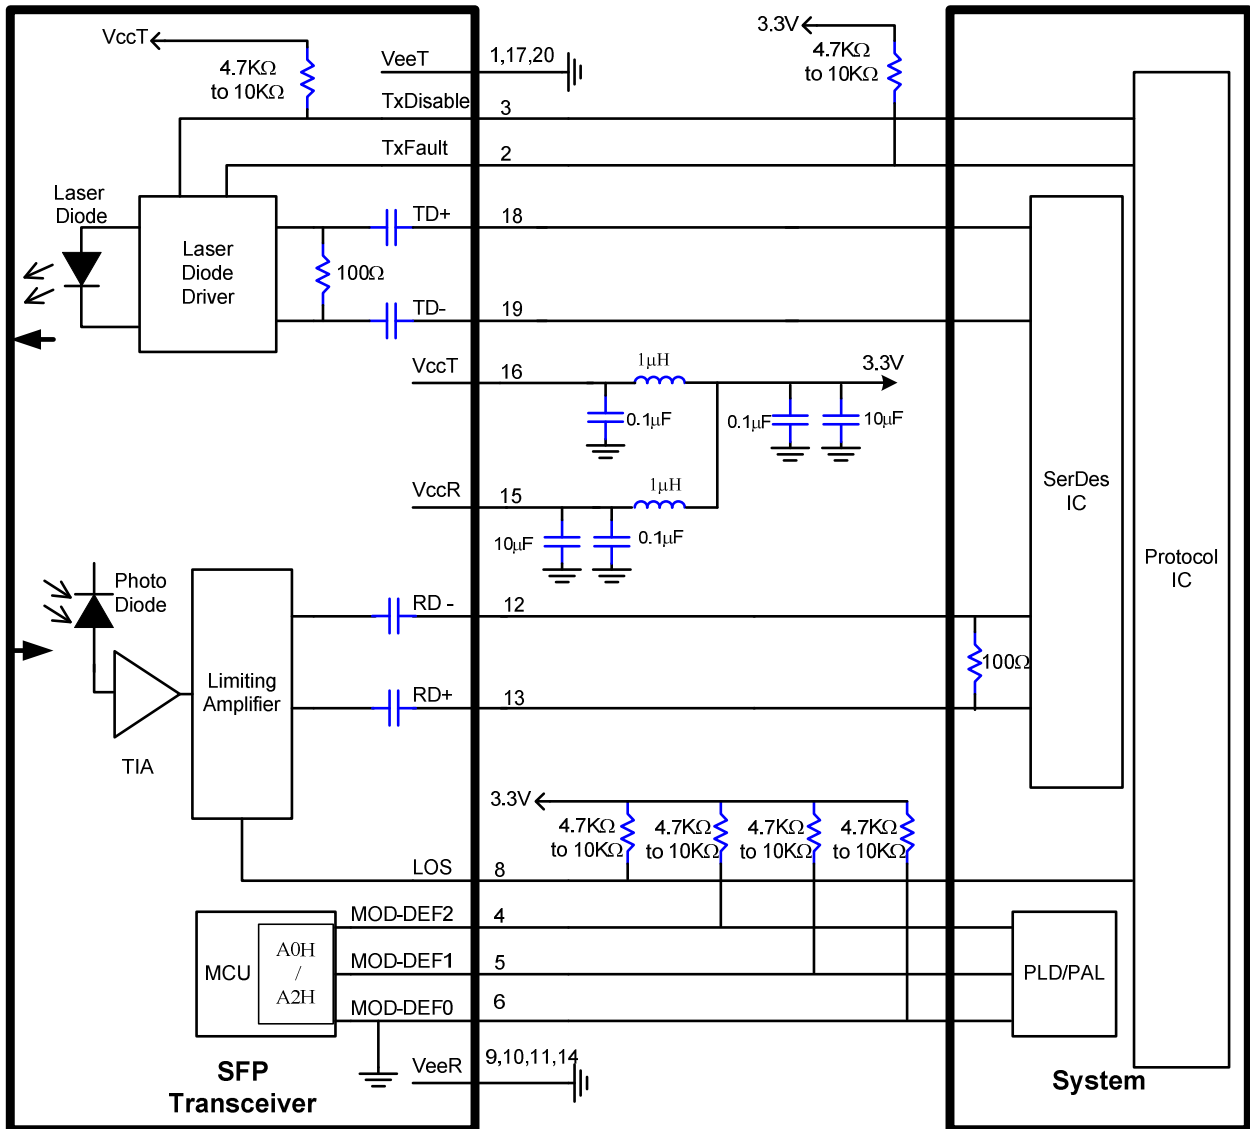 VccT
4.7KΩ
to 10KΩ
VeeT
1,17,20
3.3V
4.7KΩ
to 10KΩ
TxDisable
3
TxFault
2
Laser
Diode
Laser
Diode
Driver
TD+
18
100Ω
TD-
19
VccT
16
1μH
3.3V
0.1μF
0.1μF
10μF
VccR
15
1μH
10μF
0.1μF
SerDes
IC
Protocol
IC
Photo
Diode
RD -
12
Limiting
Amplifier
100Ω
RD+
13
TIA
3.3V
4.7KΩ
to 10KΩ
4.7KΩ
to 10KΩ
4.7KΩ
to 10KΩ
4.7KΩ
to 10KΩ
LOS
8
MOD-DEF2
4
MCU
A0H
/
A2H
MOD-DEF1
5
PLD/PAL
MOD-DEF0
6
VeeR
9,10,11,14
SFP
Transceiver
System